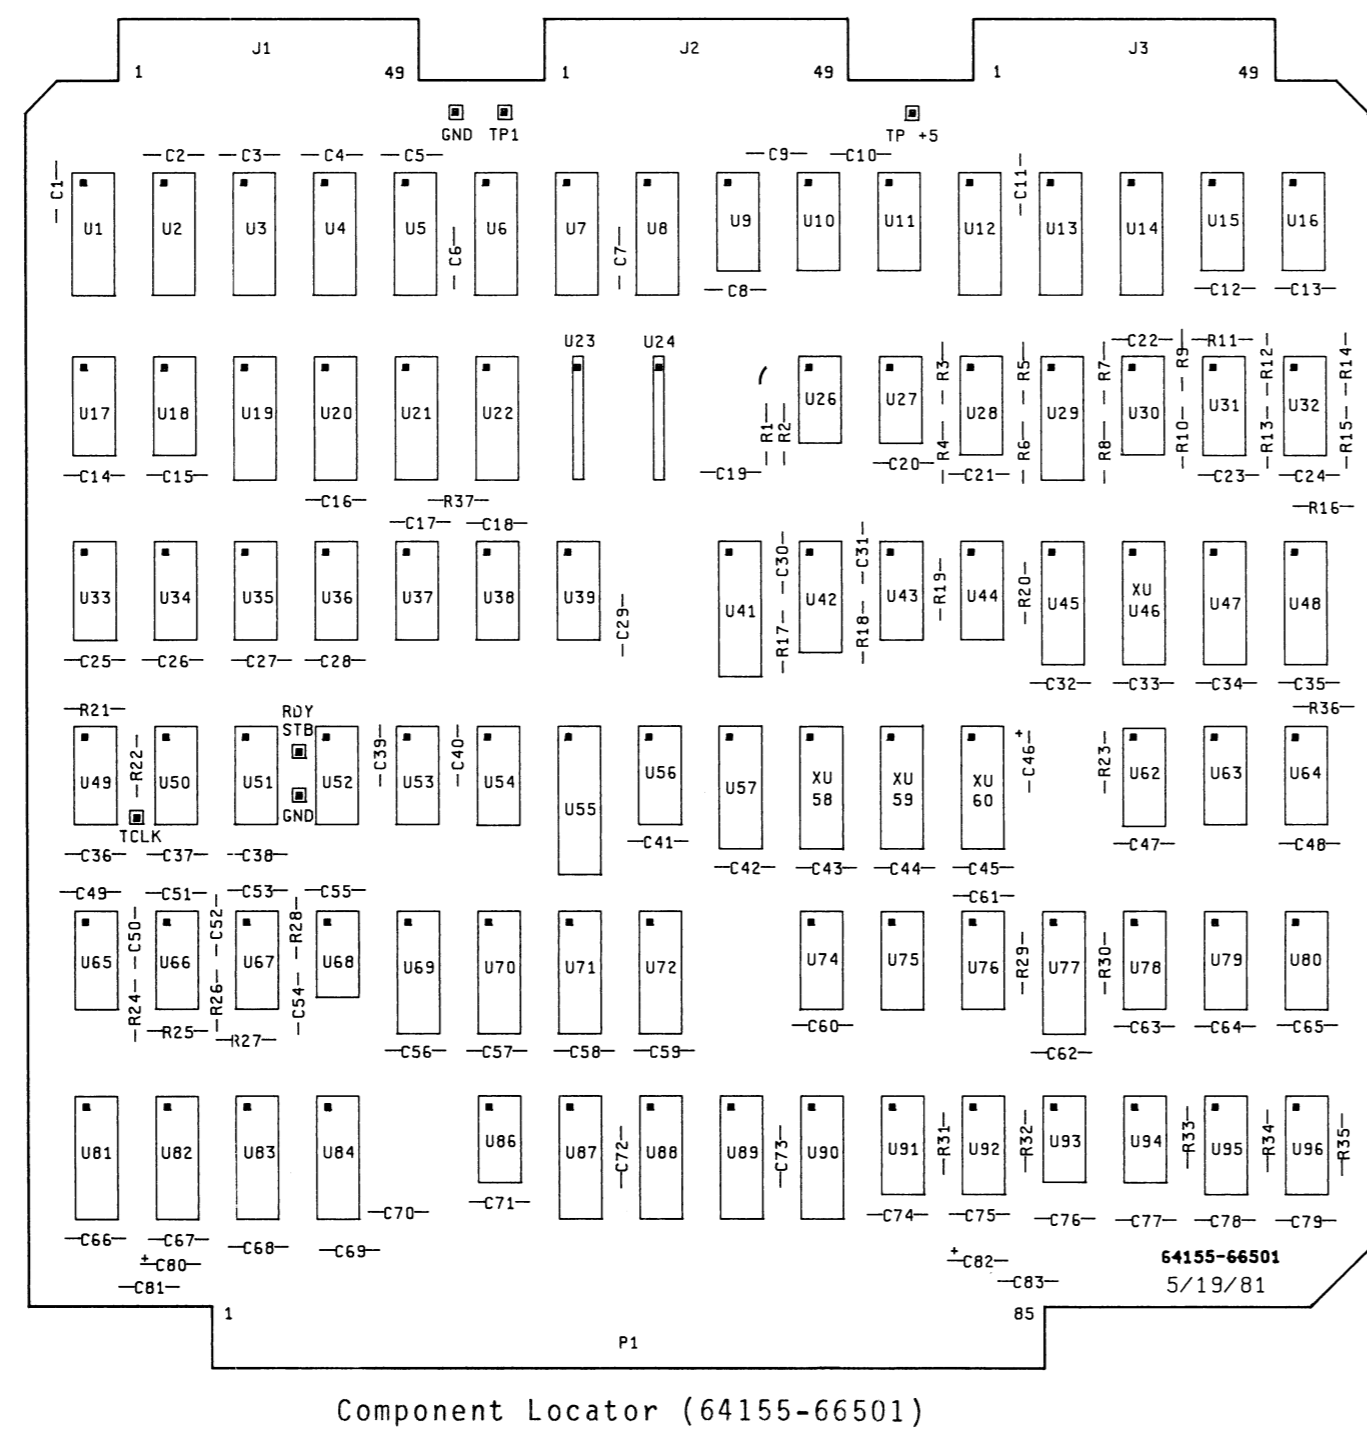 J1 J2 J3
1 49 1 49 1 49
GND TP1 TP +5
C1 C2 C3 C4 C5 C9 C10 C11
U1 U2 U3 U4 U5 U6 U7 U8 U9 U10 U11 U12 U13 U14 U15 U16
C6 C7 C8 C12 C13
U23 U24 C22 R9 R11 R12 R14
R3 R5 R7
U17 U18 U19 U20 U21 U22 U26 U27 U28 U29 U30 U31 U32
R1 R2 R4 R6 R8 R10 R13 R15
C14 C15 C19 C20 C21 C23 C24
C16 R37 R16
C17 C18
C30 C31
U33 U34 U35 U36 U37 U38 U39 U41 U42 U43 R19 U44 R20 U45 XU U46 U47 U48
C29 R17 R18
C25 C26 C27 C28 C32 C33 C34 C35
R21 RDY R36
STB
U49 R22 U50 U51 U52 C39 U53 C40 U54 U55 U56 U57 XU 58 XU 59 XU 60 + C46 R23 U62 U63 U64
TCLK GND
C36 C37 C38 C41 C42 C43 C44 C45 C47 C48
C49 C51 C53 C55 C61
C50 C52 R28
U65 U66 U67 U68 U69 U70 U71 U72 U74 U75 U76 R29 U77 R30 U78 U79 U80
R24 R26 C54
R25 R27 C56 C57 C58 C59 C60 C62 C63 C64 C65
U81 U82 U83 U84 U86 U87 C72 U88 U89 C73 U90 U91 R31 U92 R32 U93 U94 R33 U95 R34 U96 R35
C70 C71 C74 C75 C76 C77 C78 C79
C66 C67 C68 C69
+ C80 + C82
C81 C83
64155-66501
5/19/81
1 85
P1
Component Locator (64155-66501)